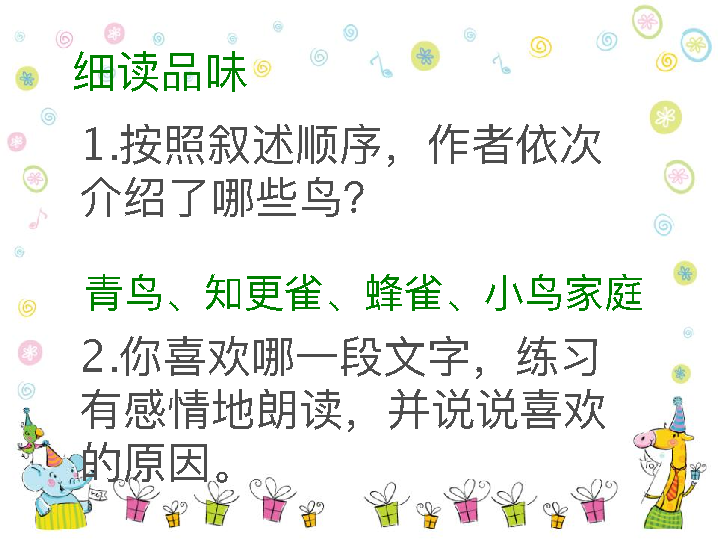 细读品味
1.按照叙述顺序，作者依次
介绍了哪些鸟？
青鸟、知更雀、蜂雀、小鸟家庭
2.你喜欢哪一段文字，练习
有感情地朗读，并说说喜欢
的原因。